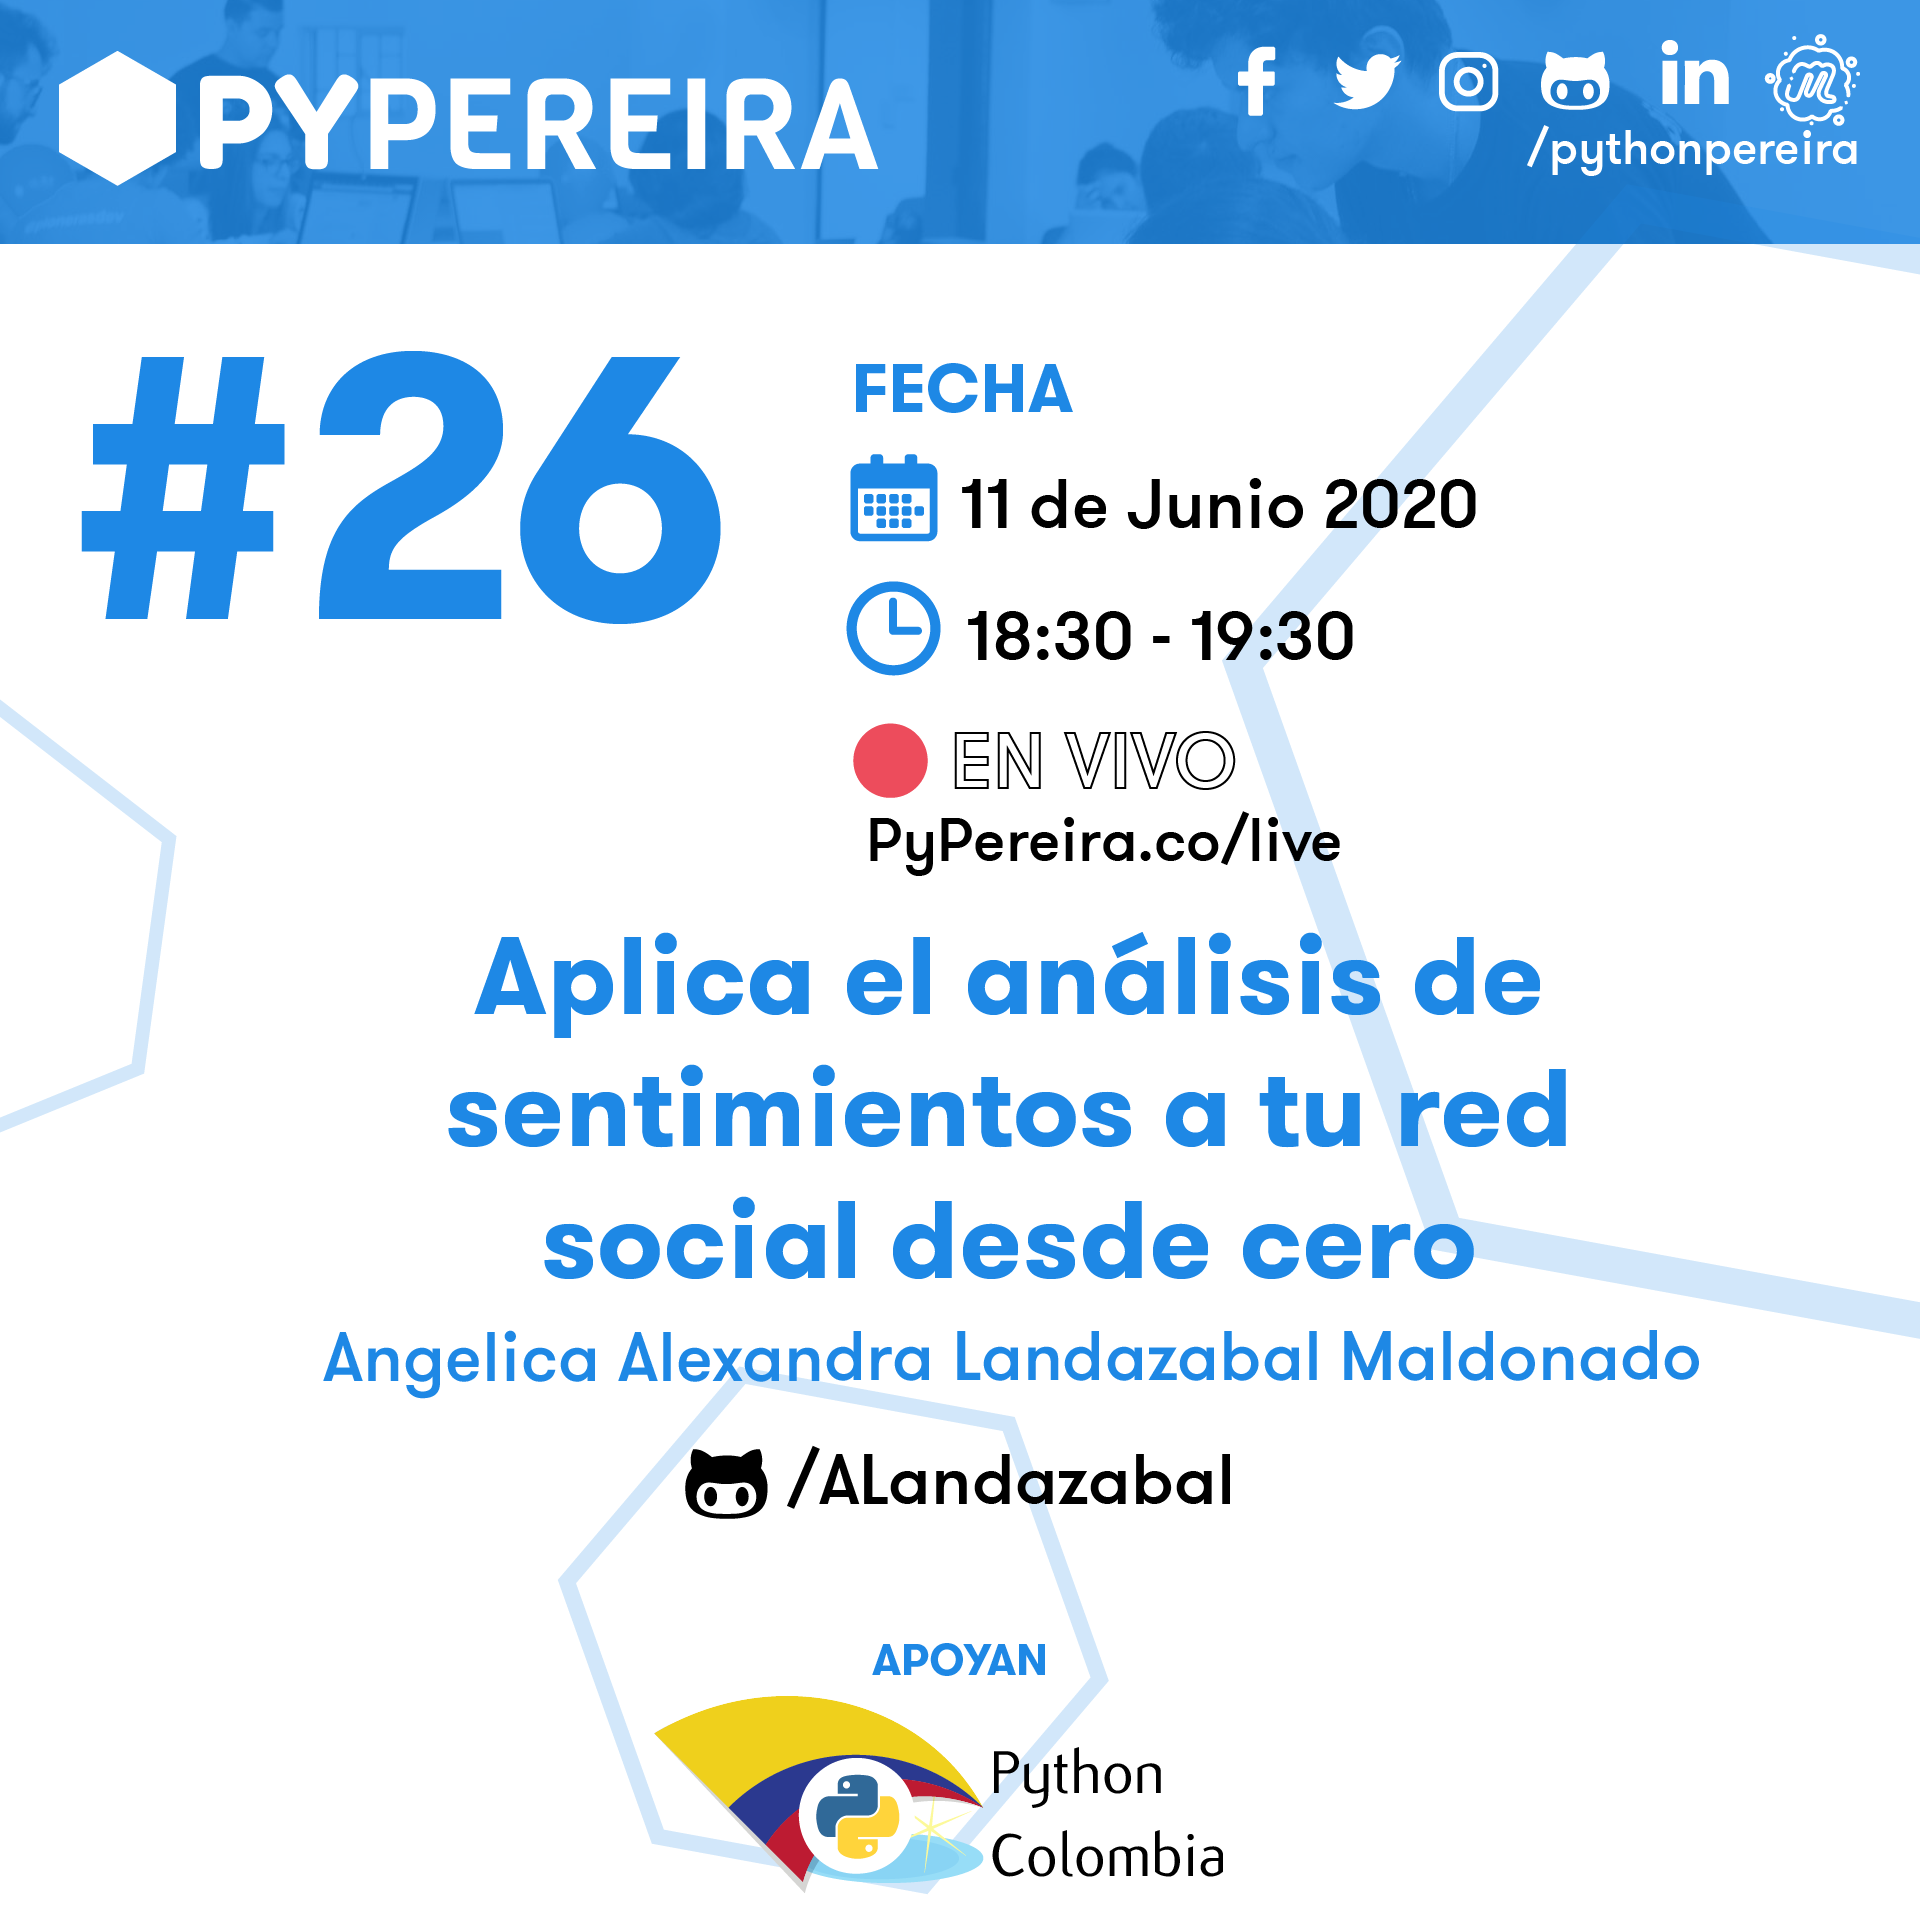 PYPEREIRA
/pythonpereira
#26
FECHA
11 de Junio 2020
18:30 - 19:30
EN VIVO
PyPereira.co/live
Aplica el análisis de
sentimientos a tu red
social desde cero
Angelica Alexandra Landazabal Maldonado
/ALandazabal
APOYAN
Python
Colombia